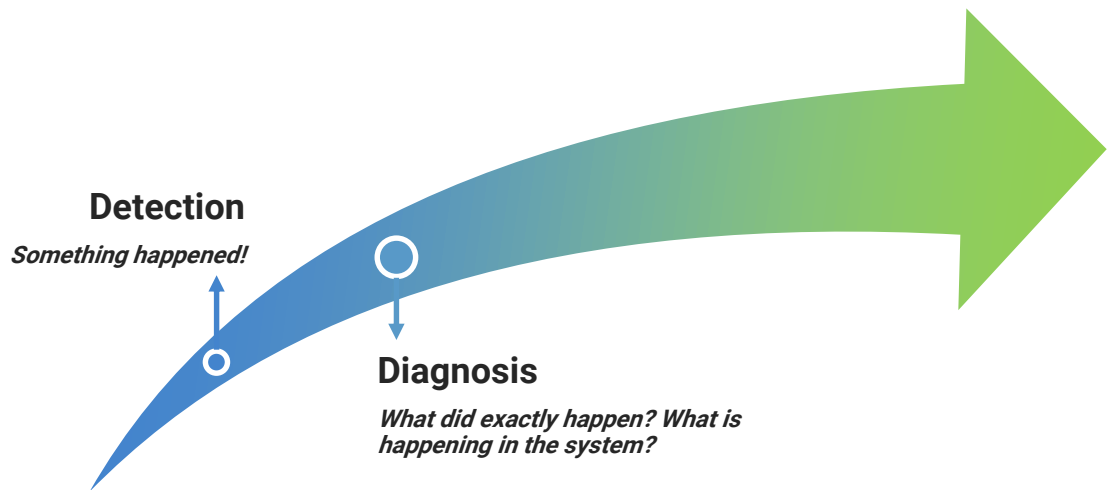 Detection
Something happened!
Diagnosis
What did exactly happen? What is
happening in the system?